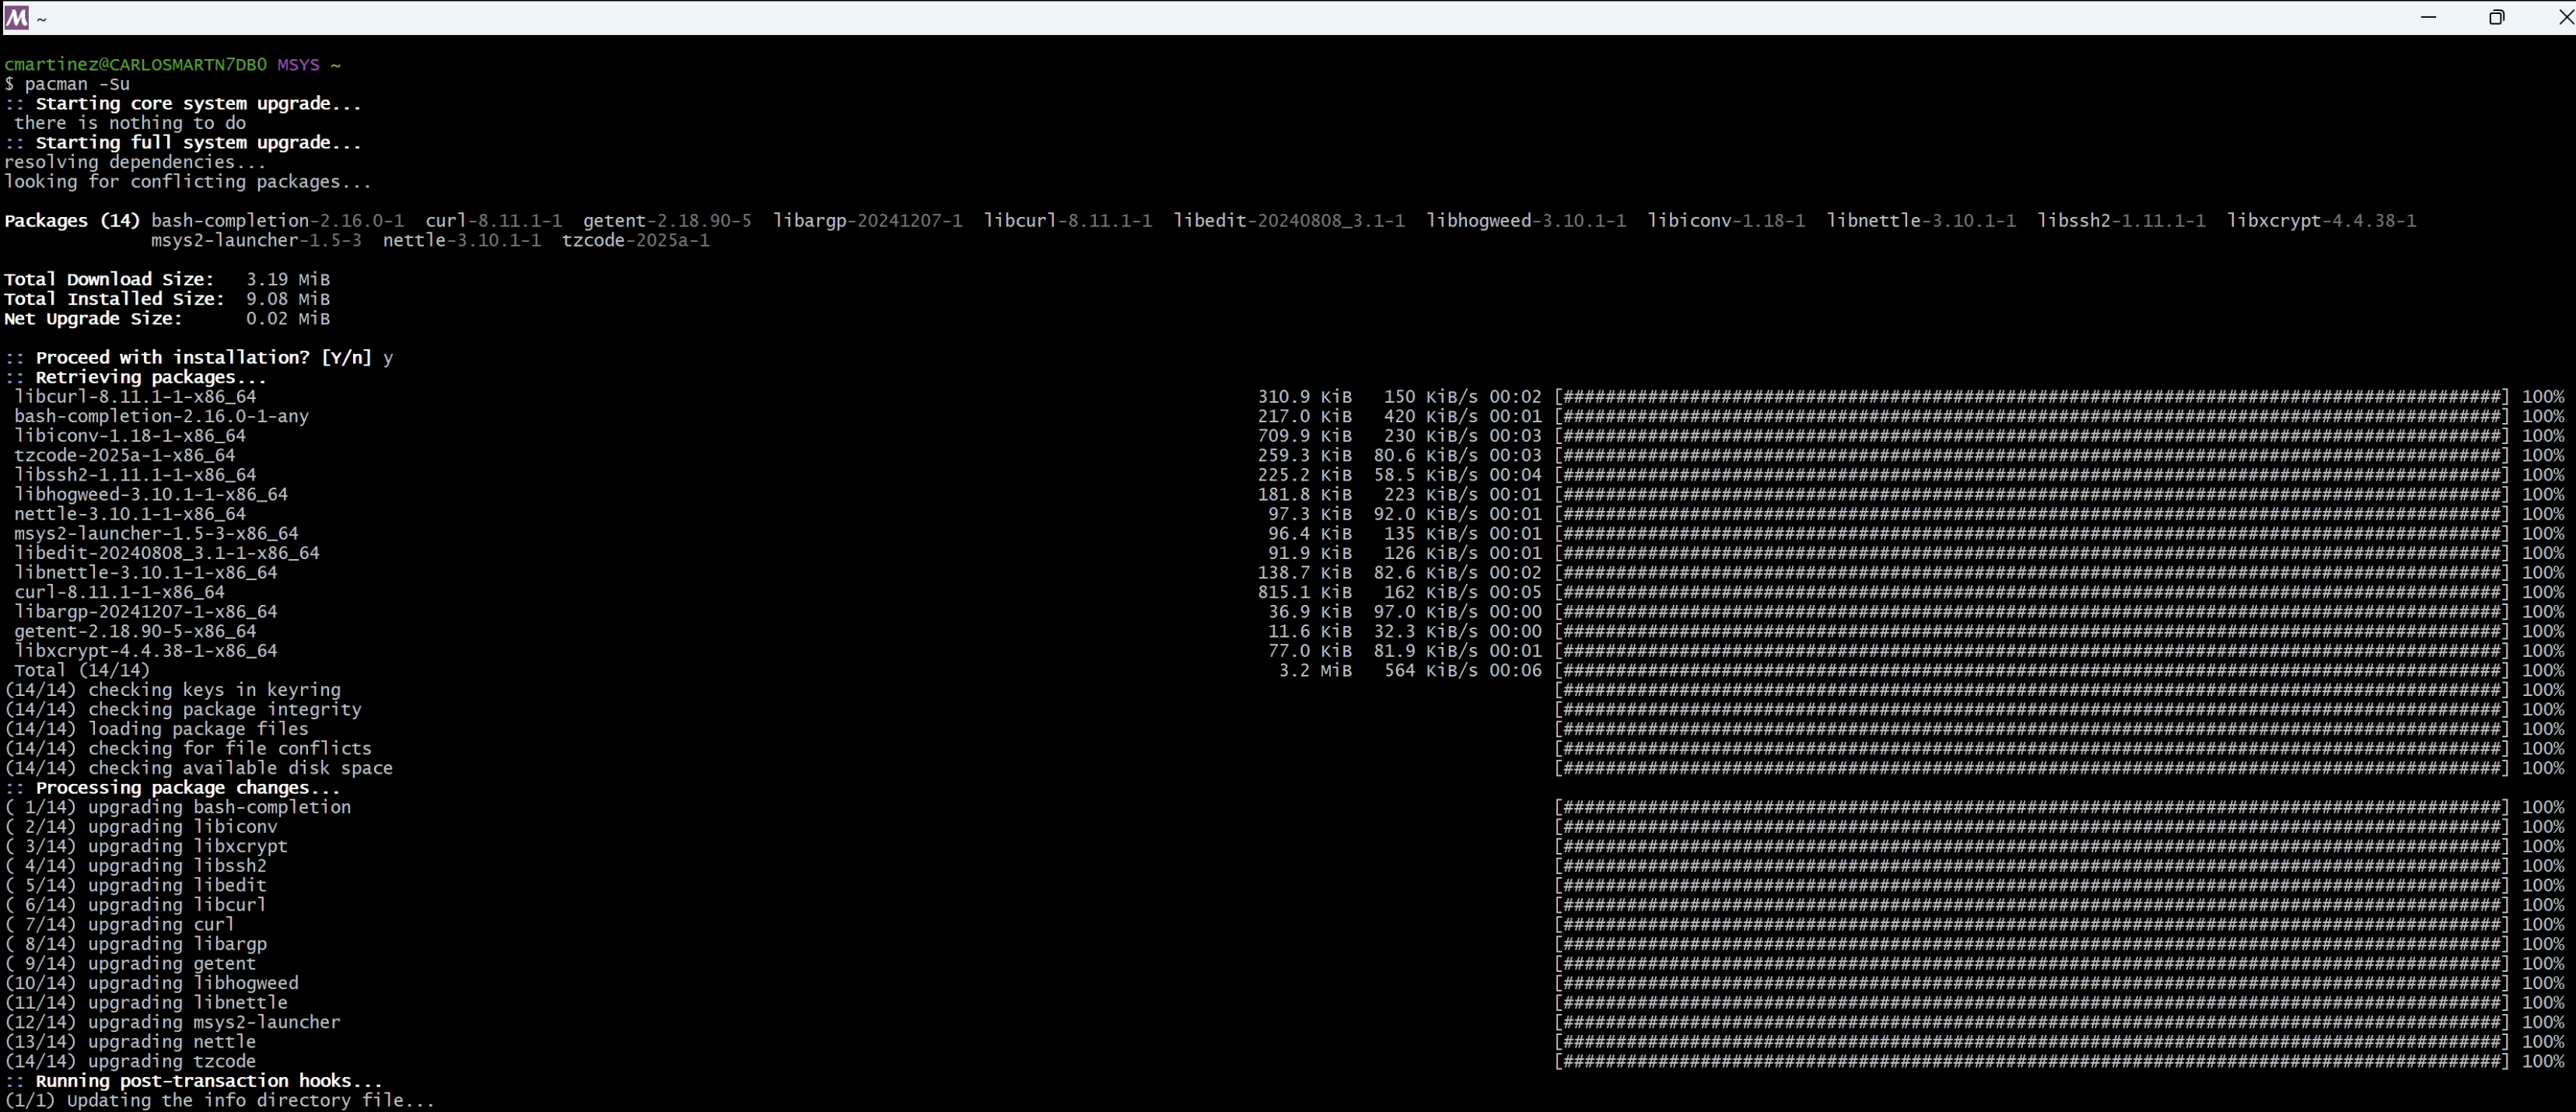 ~
cmartinez@CARLOSMARTN7DB0 MSYS ~
$ pacman -Su
:: Starting core system upgrade...
 there is nothing to do
:: Starting full system upgrade...
resolving dependencies...
looking for conflicting packages...
Packages (14) bash-completion-2.16.0-1  curl-8.11.1-1  getent-2.18.90-5  libargp-20241207-1  libcurl-8.11.1-1  libedit-20240808_3.1-1  libhogweed-3.10.1-1  libiconv-1.18-1  libnettle-3.10.1-1  libssh2-1.11.1-1  libxcrypt-4.4.38-1
              msys2-launcher-1.5-3  nettle-3.10.1-1  tzcode-2025a-1
Total Download Size:   3.19 MiB
Total Installed Size:  9.08 MiB
Net Upgrade Size:      0.02 MiB
:: Proceed with installation? [Y/n] y
:: Retrieving packages...
 libcurl-8.11.1-1-x86_64 310.9 KiB 150 KiB/s 00:02 [##########################################################################################] 100%
 bash-completion-2.16.0-1-any 217.0 KiB 420 KiB/s 00:01 [##########################################################################################] 100%
 libiconv-1.18-1-x86_64 709.9 KiB 230 KiB/s 00:03 [##########################################################################################] 100%
 tzcode-2025a-1-x86_64 259.3 KiB 80.6 KiB/s 00:03 [##########################################################################################] 100%
 libssh2-1.11.1-1-x86_64 225.2 KiB 58.5 KiB/s 00:04 [##########################################################################################] 100%
 libhogweed-3.10.1-1-x86_64 181.8 KiB 223 KiB/s 00:01 [##########################################################################################] 100%
 nettle-3.10.1-1-x86_64 97.3 KiB 92.0 KiB/s 00:01 [##########################################################################################] 100%
 msys2-launcher-1.5-3-x86_64 96.4 KiB 135 KiB/s 00:01 [##########################################################################################] 100%
 libedit-20240808_3.1-1-x86_64 91.9 KiB 126 KiB/s 00:01 [##########################################################################################] 100%
 libnettle-3.10.1-1-x86_64 138.7 KiB 82.6 KiB/s 00:02 [##########################################################################################] 100%
 curl-8.11.1-1-x86_64 815.1 KiB 162 KiB/s 00:05 [##########################################################################################] 100%
 libargp-20241207-1-x86_64 36.9 KiB 97.0 KiB/s 00:00 [##########################################################################################] 100%
 getent-2.18.90-5-x86_64 11.6 KiB 32.3 KiB/s 00:00 [##########################################################################################] 100%
 libxcrypt-4.4.38-1-x86_64 77.0 KiB 81.9 KiB/s 00:01 [##########################################################################################] 100%
 Total (14/14) 3.2 MiB 564 KiB/s 00:06 [##########################################################################################] 100%
(14/14) checking keys in keyring [##########################################################################################] 100%
(14/14) checking package integrity [##########################################################################################] 100%
(14/14) loading package files [##########################################################################################] 100%
(14/14) checking for file conflicts [##########################################################################################] 100%
(14/14) checking available disk space [##########################################################################################] 100%
:: Processing package changes...
( 1/14) upgrading bash-completion [##########################################################################################] 100%
( 2/14) upgrading libiconv [##########################################################################################] 100%
( 3/14) upgrading libxcrypt [##########################################################################################] 100%
( 4/14) upgrading libssh2 [##########################################################################################] 100%
( 5/14) upgrading libedit [##########################################################################################] 100%
( 6/14) upgrading libcurl [##########################################################################################] 100%
( 7/14) upgrading curl [##########################################################################################] 100%
( 8/14) upgrading libargp [##########################################################################################] 100%
( 9/14) upgrading getent [##########################################################################################] 100%
(10/14) upgrading libhogweed [##########################################################################################] 100%
(11/14) upgrading libnettle [##########################################################################################] 100%
(12/14) upgrading msys2-launcher [##########################################################################################] 100%
(13/14) upgrading nettle [##########################################################################################] 100%
(14/14) upgrading tzcode [##########################################################################################] 100%
:: Running post-transaction hooks...
(1/1) Updating the info directory file...